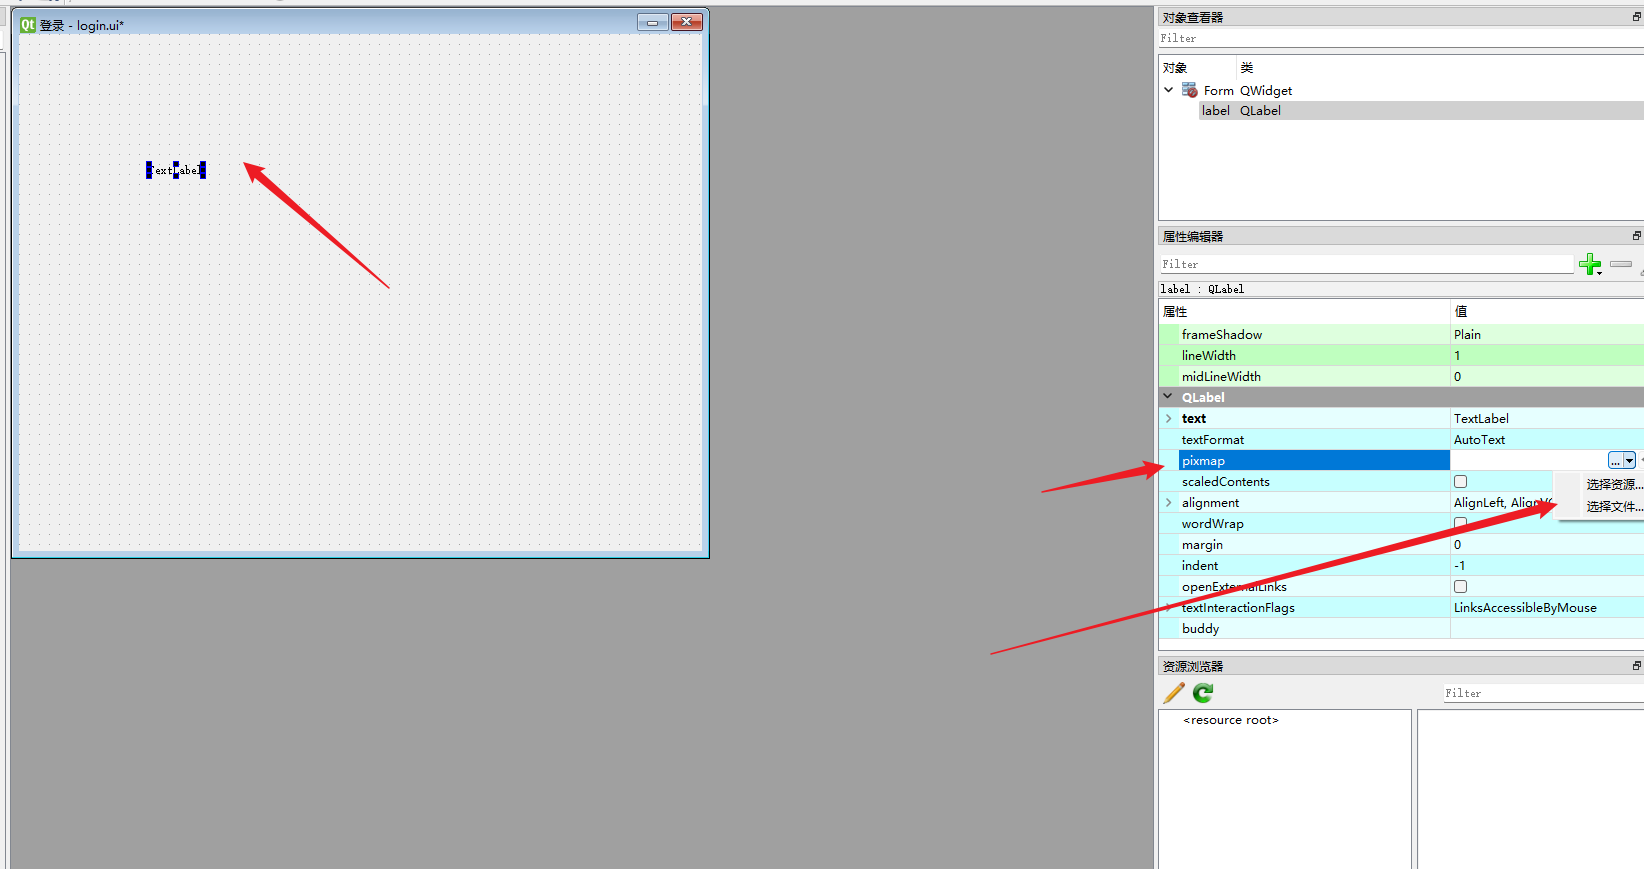 登录 - login.ui*
TextLabel
对象查看器
Filter
对象 类
Form QWidget
label QLabel
属性编辑器
Filter
label : QLabel
属性 值
frameShadow Plain
lineWidth 1
midLineWidth 0
QLabel
text TextLabel
textFormat AutoText
pixmap ...
scaledContents
选择资源...
alignment AlignLeft, AlignVC
选择文件...
wordWrap
margin 0
indent -1
openExternalLinks
textInteractionFlags LinksAccessibleByMouse
buddy
资源浏览器
Filter
<resource root>